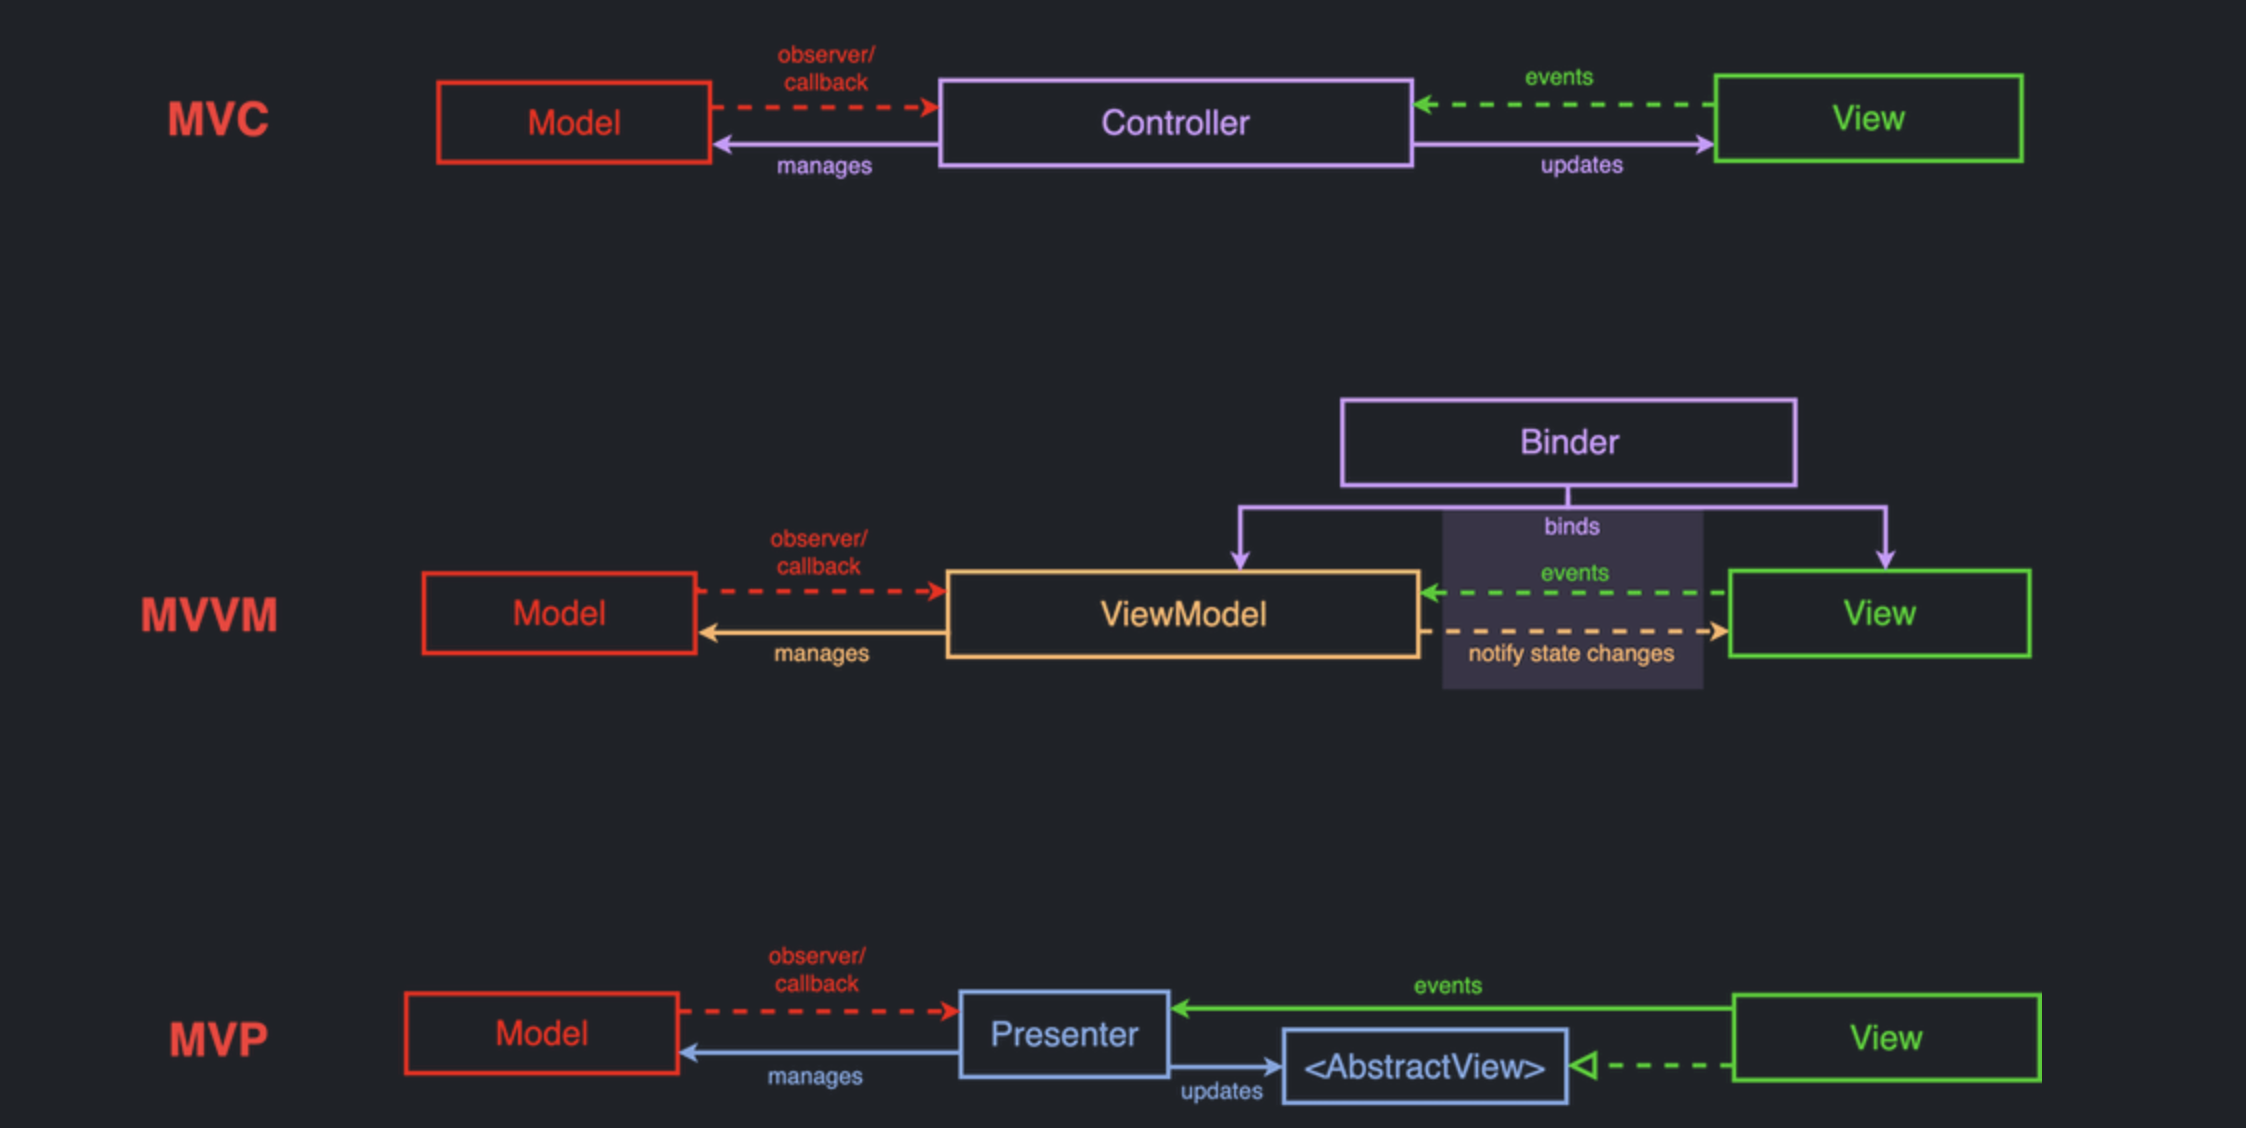 observer/
callback
events
MVC
Model
Controller
View
manages
updates
Binder
binds
observer/
callback
events
MVVM
Model
ViewModel
View
manages
notify state changes
observer/
callback
events
MVP
Model
Presenter
View
<AbstractView>
manages
updates